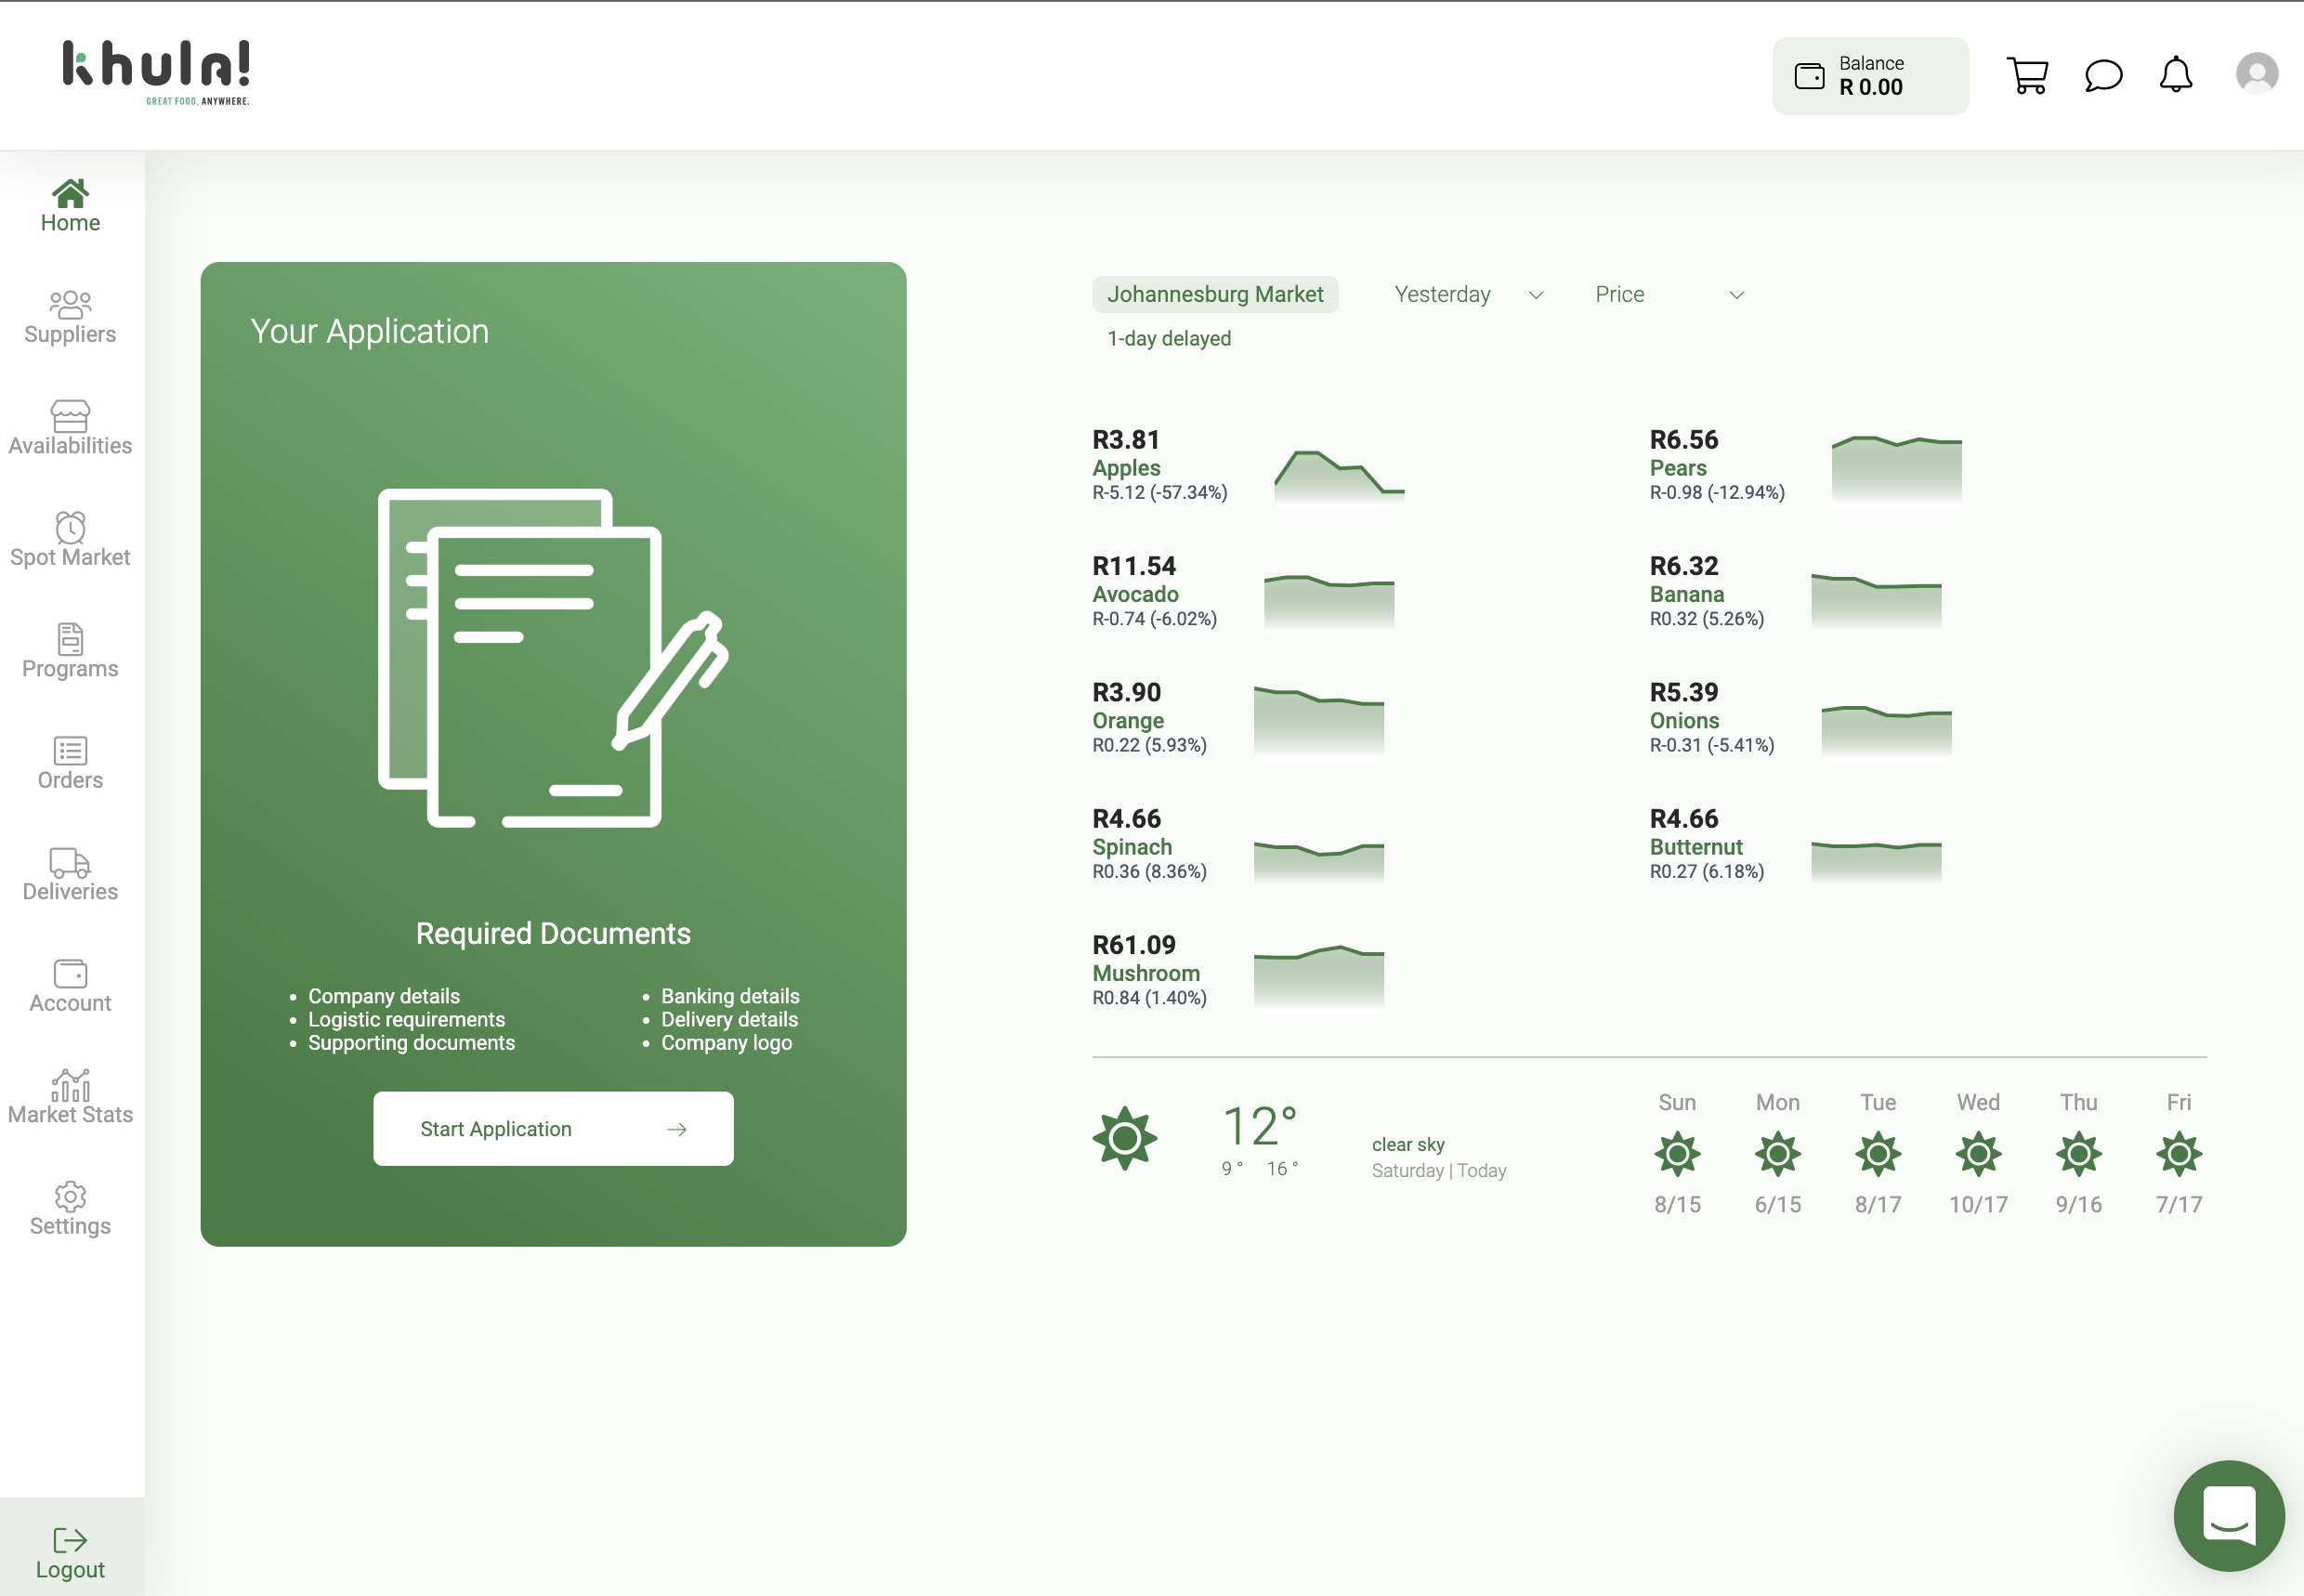 khula!
GREAT FOOD, ANYWHERE.
Balance
R 0.00
Home
Suppliers
Availabilities
Spot Market
Programs
Orders
Deliveries
Account
Market Stats
Settings
Logout
Your Application
Required Documents
Company details
Logistic requirements
Supporting documents
Banking details
Delivery details
Company logo
Start Application
Johannesburg Market
Yesterday
Price
1-day delayed
R3.81
Apples
R-5.12 (-57.34%)
R6.56
Pears
R-0.98 (-12.94%)
R11.54
Avocado
R-0.74 (-6.02%)
R6.32
Banana
R0.32 (5.26%)
R3.90
Orange
R0.22 (5.93%)
R5.39
Onions
R-0.31 (-5.41%)
R4.66
Spinach
R0.36 (8.36%)
R4.66
Butternut
R0.27 (6.18%)
R61.09
Mushroom
R0.84 (1.40%)
12°
9 ° 16 °
clear sky
Saturday | Today
Sun Mon Tue Wed Thu Fri
8/15 6/15 8/17 10/17 9/16 7/17